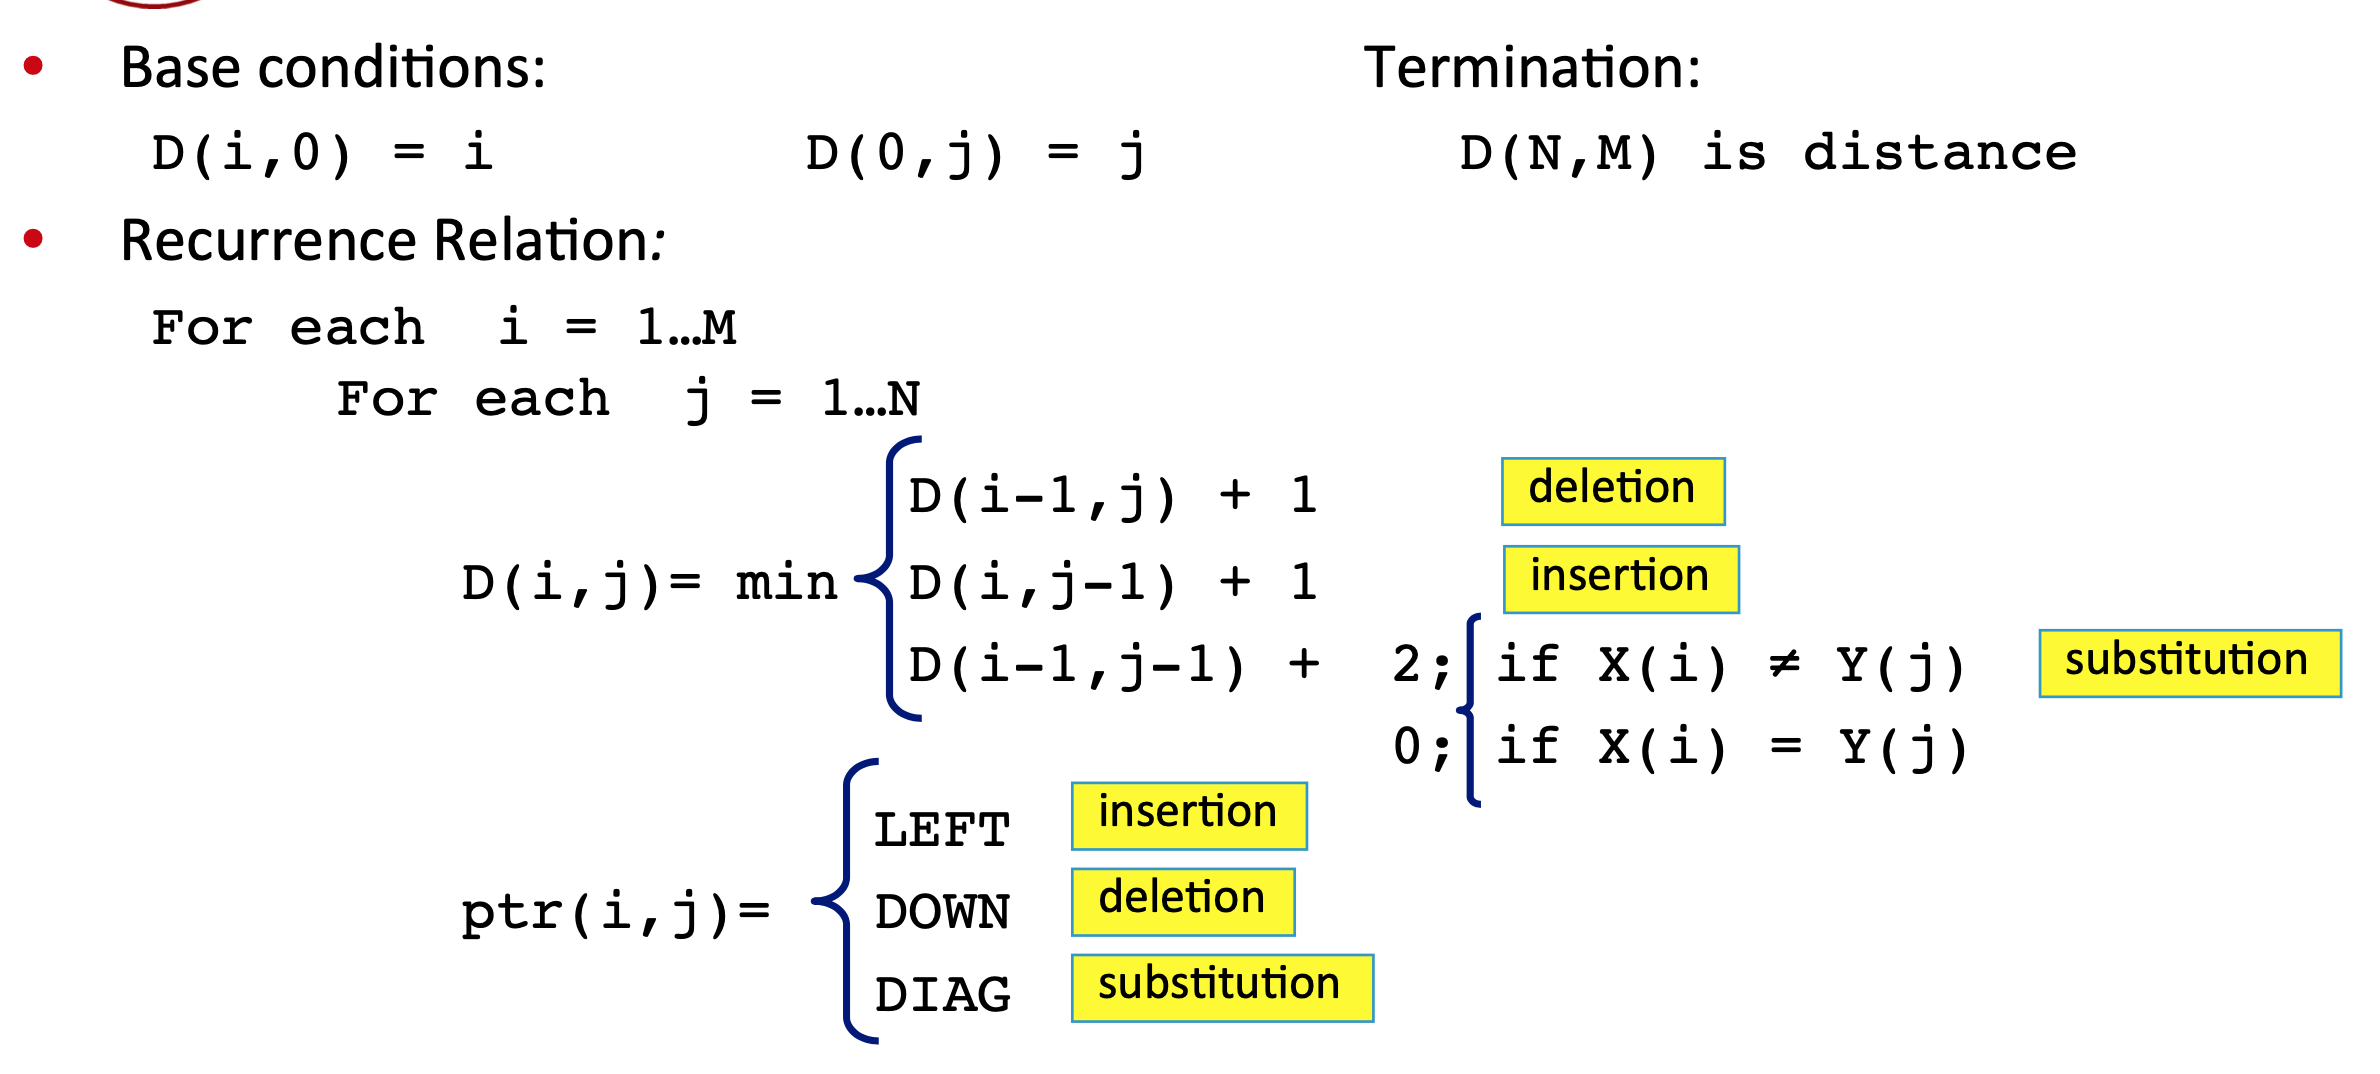 • Base conditions: Termination:
D(i,0) = i D(0,j) = j D(N,M) is distance
• Recurrence Relation:
For each i = 1…M
For each j = 1…N
D(i-1,j) + 1 deletion
D(i,j)= min D(i,j-1) + 1 insertion
D(i-1,j-1) + 2; if X(i) ≠ Y(j) substitution
0; if X(i) = Y(j)
LEFT insertion
ptr(i,j)= DOWN deletion
DIAG substitution